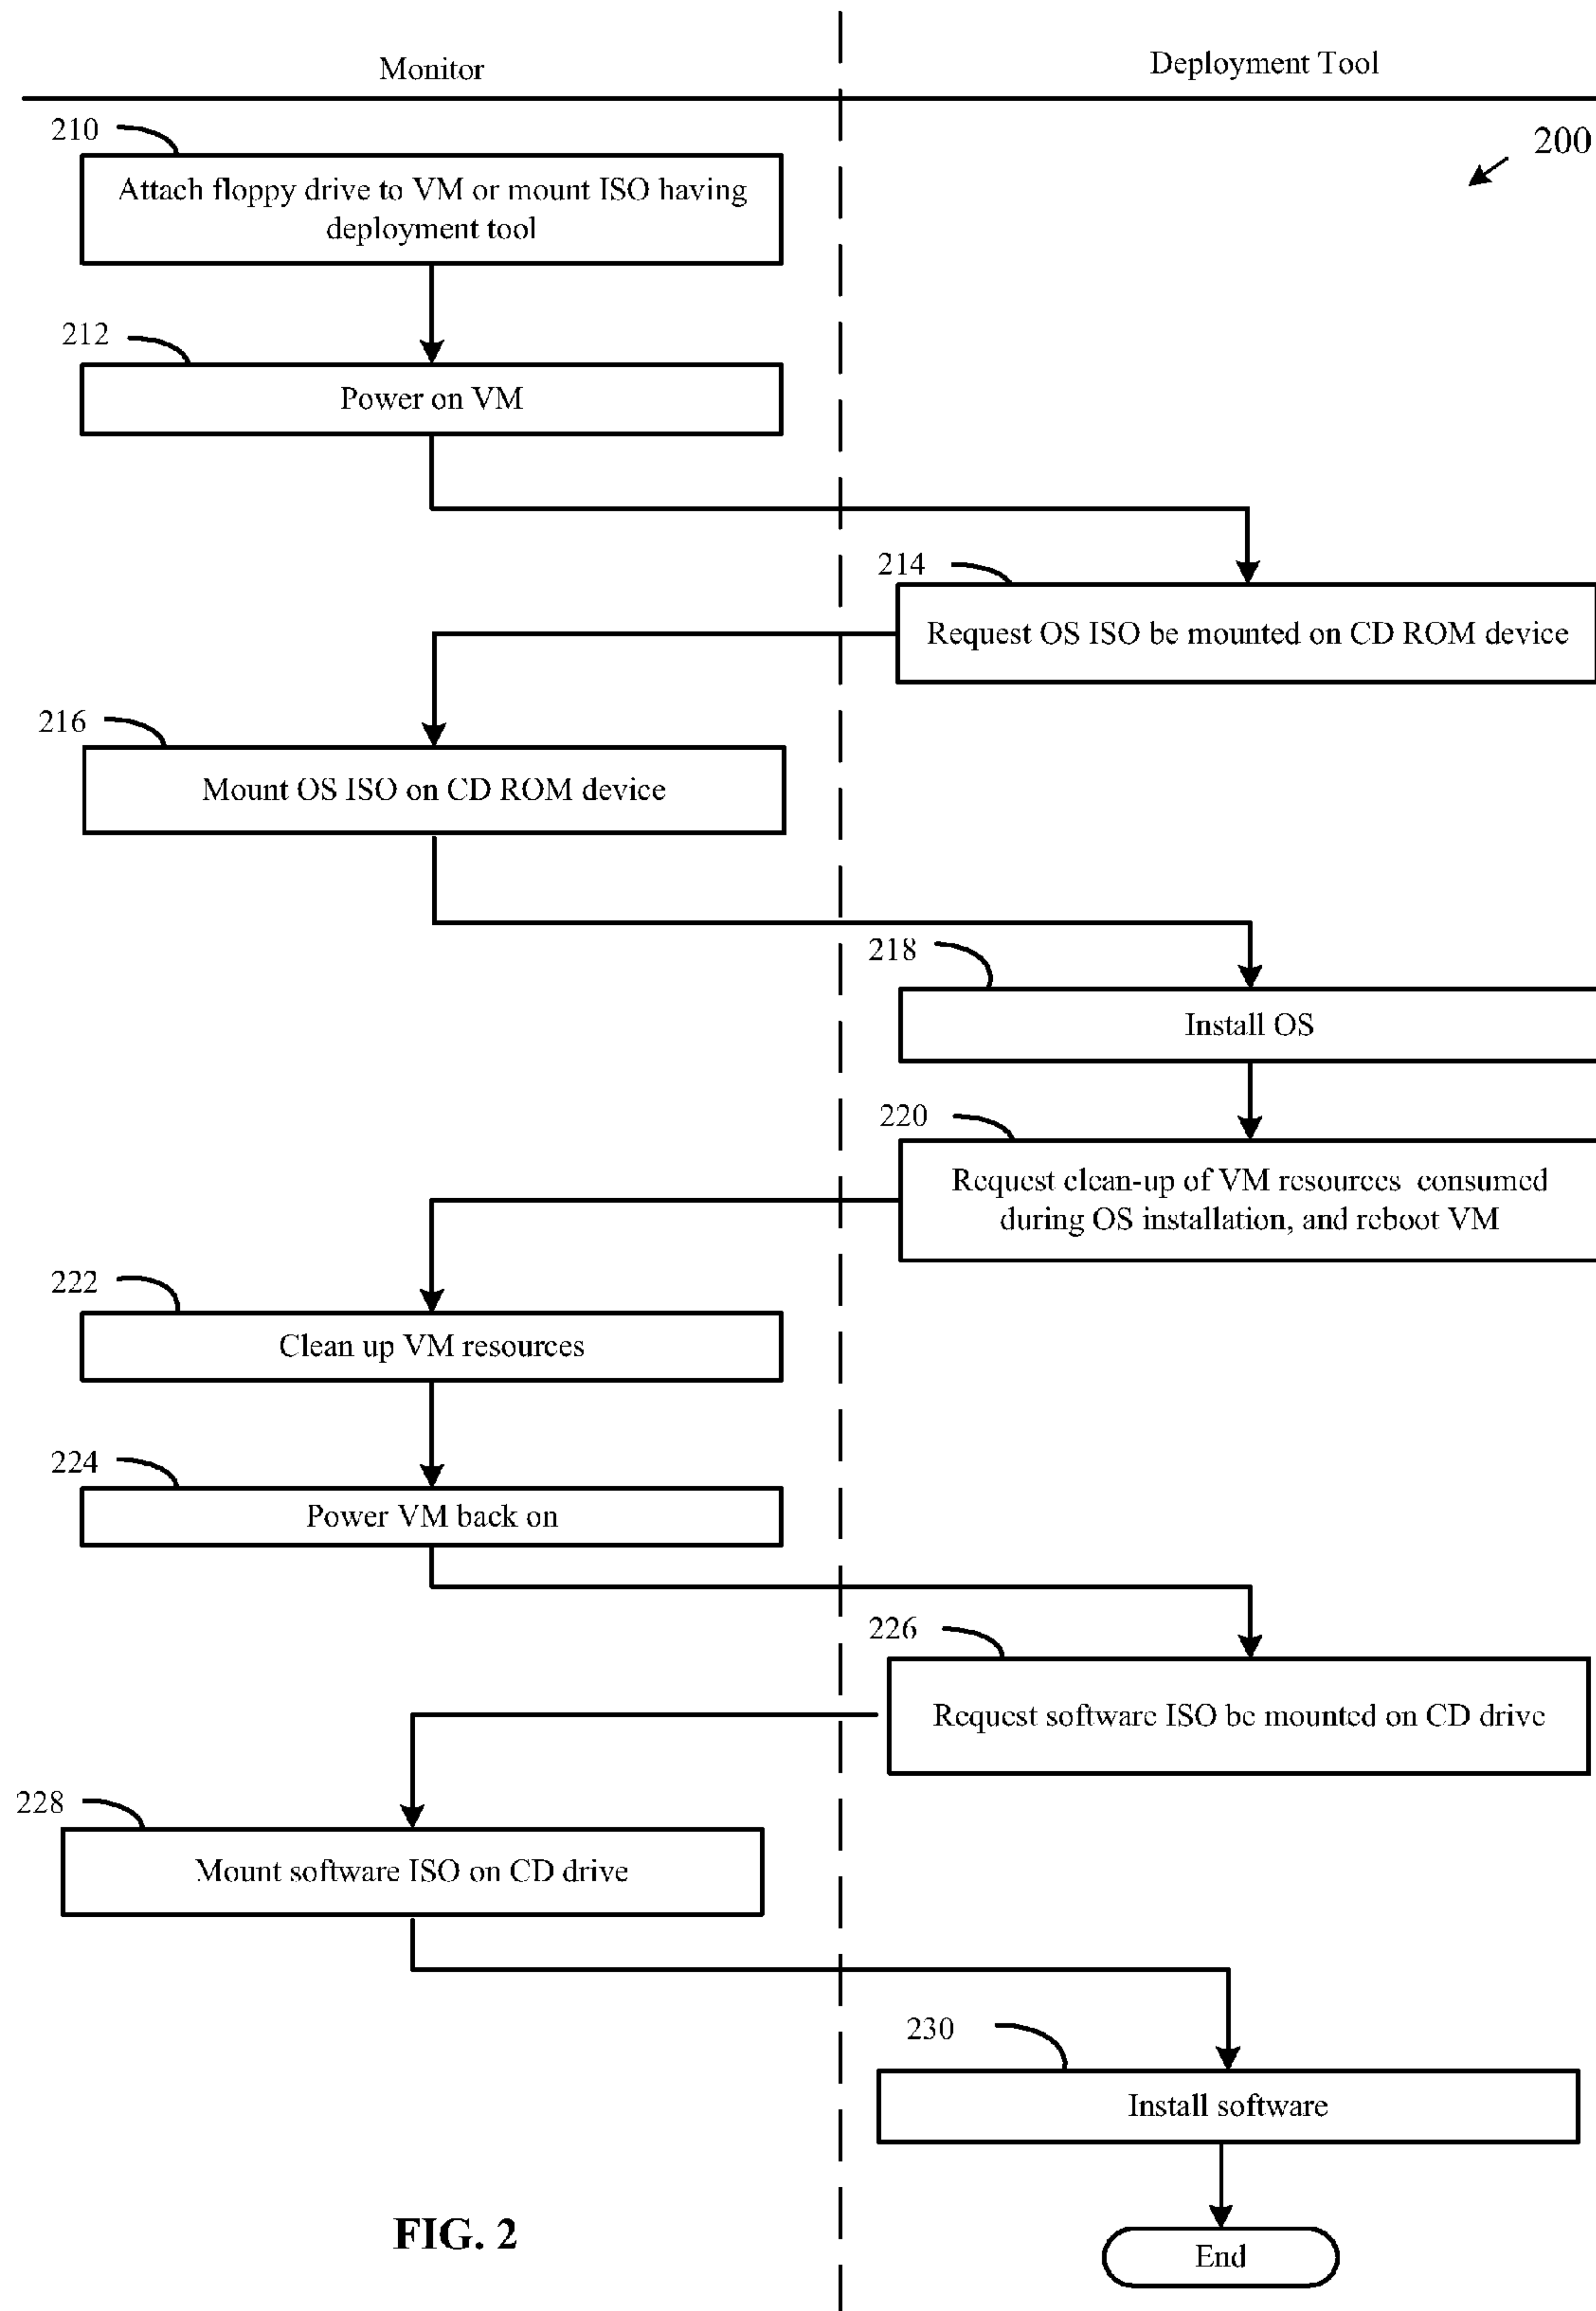 Monitor
Deployment Tool
200
210
Attach floppy drive to VM or mount ISO having
deployment tool
212
Power on VM
214
Request OS ISO be mounted on CD ROM device
216
Mount OS ISO on CD ROM device
218
Install OS
220
Request clean-up of VM resources consumed
during OS installation, and reboot VM
222
Clean up VM resources
224
Power VM back on
226
Request software ISO be mounted on CD drive
228
Mount software ISO on CD drive
230
Install software
End
FIG. 2